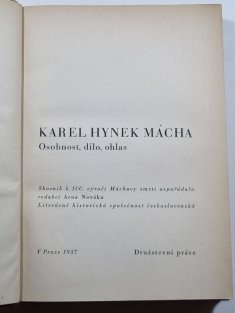 KAREL HYNEK MÁCHA
Osobnost, dílo, ohlas
Sborník k 100. výročí Máchovy smrti uspořádala
redakcí Arna Nováka
Literárně historická společnost československá
V Praze 1937 Družstevní práce